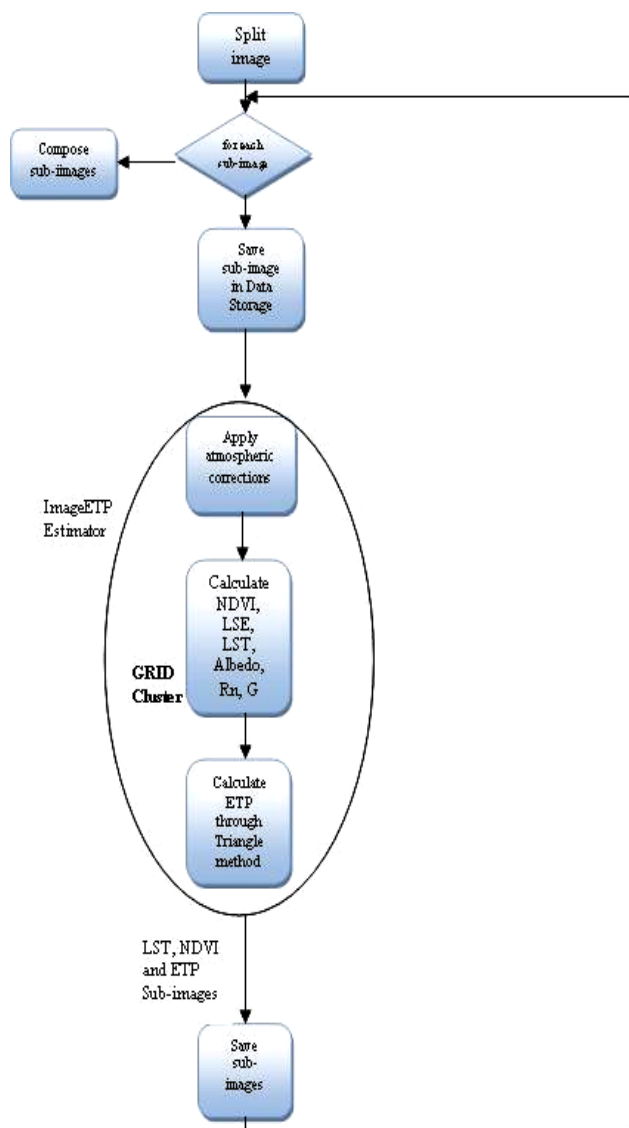 Split
image
for each
sub-image
Compose
sub-images
Save
sub-image
in Data
Storage
Apply
atmospheric
corrections
ImageETP
Estimator
Calculate
NDVI,
LSE,
LST,
Albedo,
Rn, G
GRID
Cluster
Calculate
ETP
through
Triangle
method
LST, NDVI
and ETP
Sub-images
Save
sub-
images